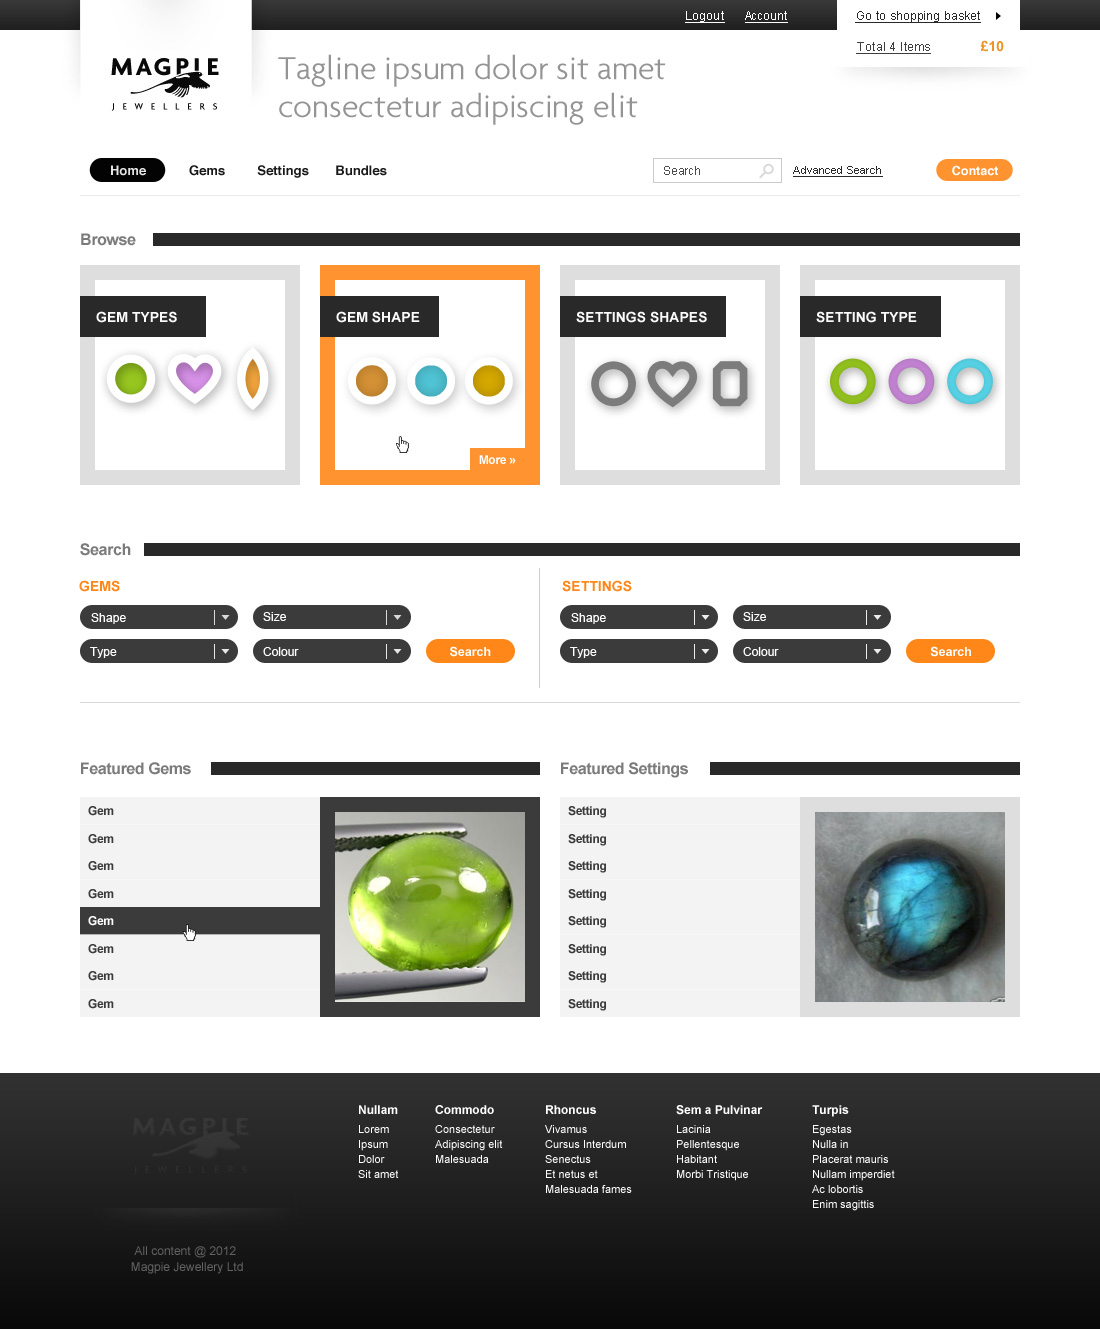 Logout Account Go to shopping basket
Total 4 Items £10
MAGPIE
JEWELLERS
Tagline ipsum dolor sit amet
consectetur adipiscing elit
Home Gems Settings Bundles Search Advanced Search Contact
Browse
GEM TYPES GEM SHAPE SETTINGS SHAPES SETTING TYPE
More »
Search
GEMS SETTINGS
Shape Size Shape Size
Type Colour Search Type Colour Search
Featured Gems Featured Settings
Gem Setting
Gem Setting
Gem Setting
Gem Setting
Gem Setting
Gem Setting
Gem Setting
Gem Setting
MAGPIE
JEWELLERS
All content @ 2012
Magpie Jewellery Ltd
Nullam
Lorem
Ipsum
Dolor
Sit amet
Commodo
Consectetur
Adipiscing elit
Malesuada
Rhoncus
Vivamus
Cursus Interdum
Senectus
Et netus et
Malesuada fames
Sem a Pulvinar
Lacinia
Pellentesque
Habitant
Morbi Tristique
Turpis
Egestas
Nulla in
Placerat mauris
Nullam imperdiet
Ac lobortis
Enim sagittis